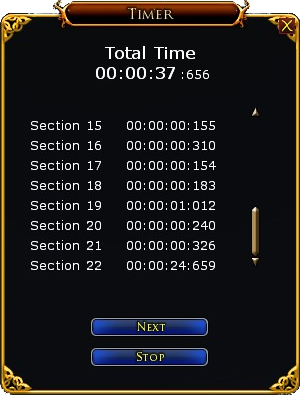 TIMER
X
Total Time
00:00:37 :656
Section 15 00:00:00:155
Section 16 00:00:00:310
Section 17 00:00:00:154
Section 18 00:00:00:183
Section 19 00:00:01:012
Section 20 00:00:00:240
Section 21 00:00:00:326
Section 22 00:00:24:659
NEXT
STOP